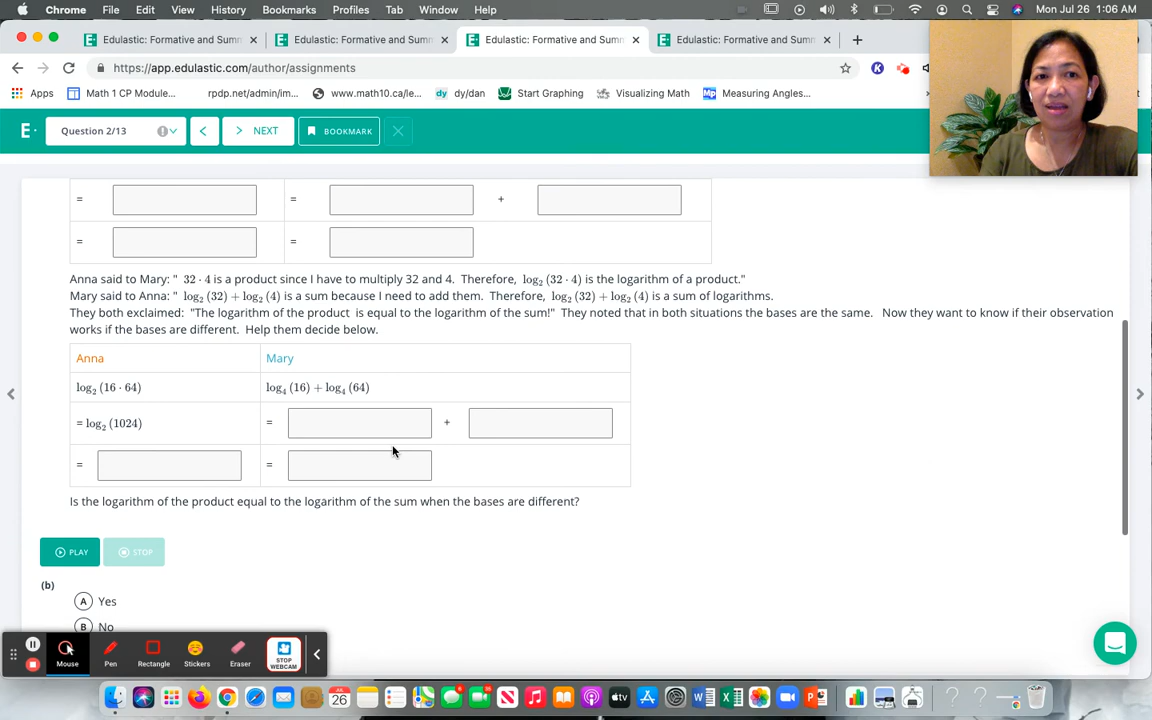 Chrome File Edit View History Bookmarks Profiles Tab Window Help Mon Jul 26 1:06 AM
Edulastic: Formative and Sum Edulastic: Formative and Sum Edulastic: Formative and Sum Edulastic: Formative and Sum
https://app.edulastic.com/author/assignments
Apps Math 1 CP Module... rpdp.net/admin/im... www.math10.ca/le... dy dy/dan Start Graphing Visualizing Math Mp Measuring Angles...
E Question 2/13 NEXT BOOKMARK
= = +
= =
Anna said to Mary: " 32 · 4 is a product since I have to multiply 32 and 4. Therefore, log₂ (32 · 4) is the logarithm of a product."
Mary said to Anna: " log₂ (32) + log₂ (4) is a sum because I need to add them. Therefore, log₂ (32) + log₂ (4) is a sum of logarithms.
They both exclaimed: "The logarithm of the product is equal to the logarithm of the sum!" They noted that in both situations the bases are the same. Now they want to know if their observation
works if the bases are different. Help them decide below.
Anna Mary
log₂ (16 · 64) log₄ (16) + log₄ (64)
= log₂ (1024) = +
= =
Is the logarithm of the product equal to the logarithm of the sum when the bases are different?
PLAY STOP
(b)
A Yes
B No
Mouse Pen Rectangle Stickers Eraser STOP WEBCAM
JUL 26 tv